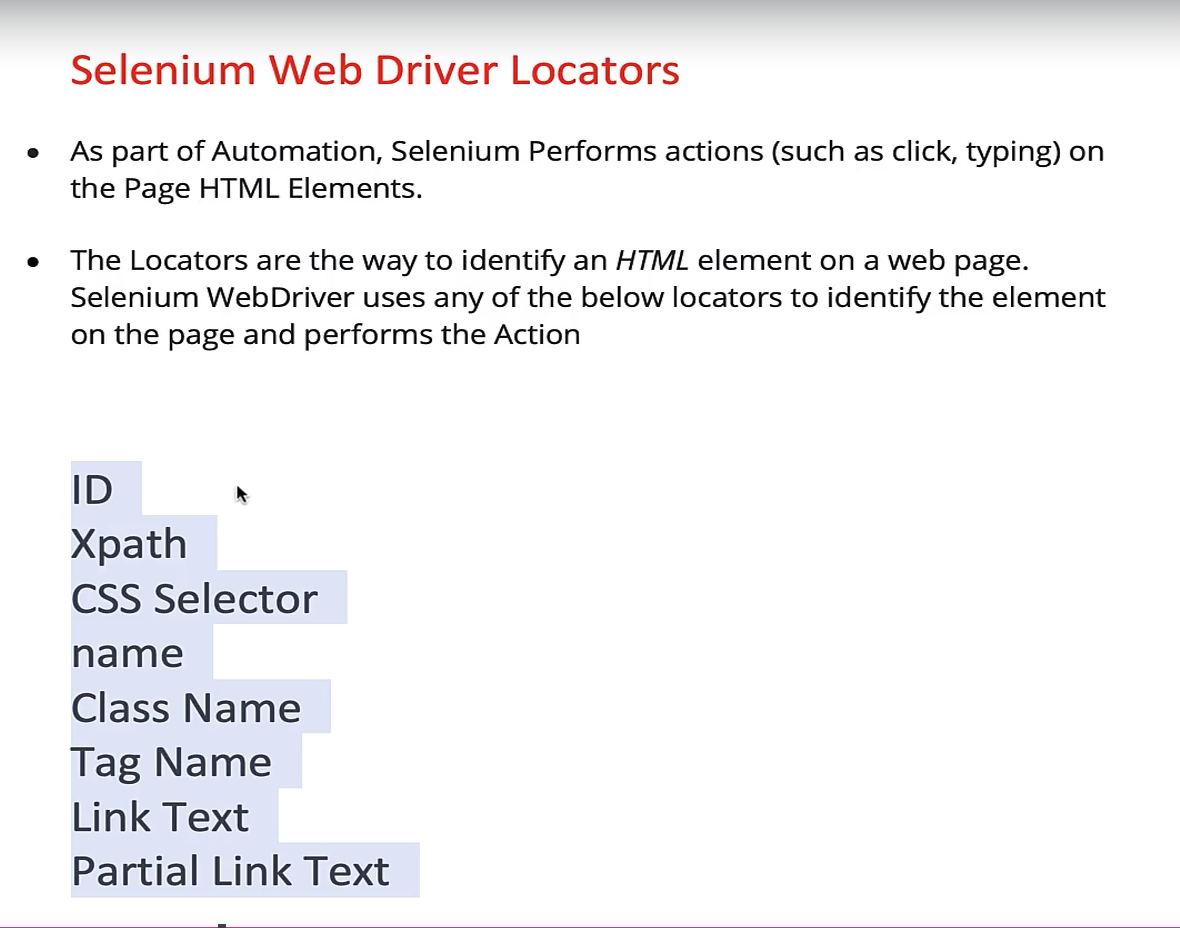 Selenium Web Driver Locators
• As part of Automation, Selenium Performs actions (such as click, typing) on
the Page HTML Elements.
• The Locators are the way to identify an HTML element on a web page.
Selenium WebDriver uses any of the below locators to identify the element
on the page and performs the Action
ID
Xpath
CSS Selector
name
Class Name
Tag Name
Link Text
Partial Link Text